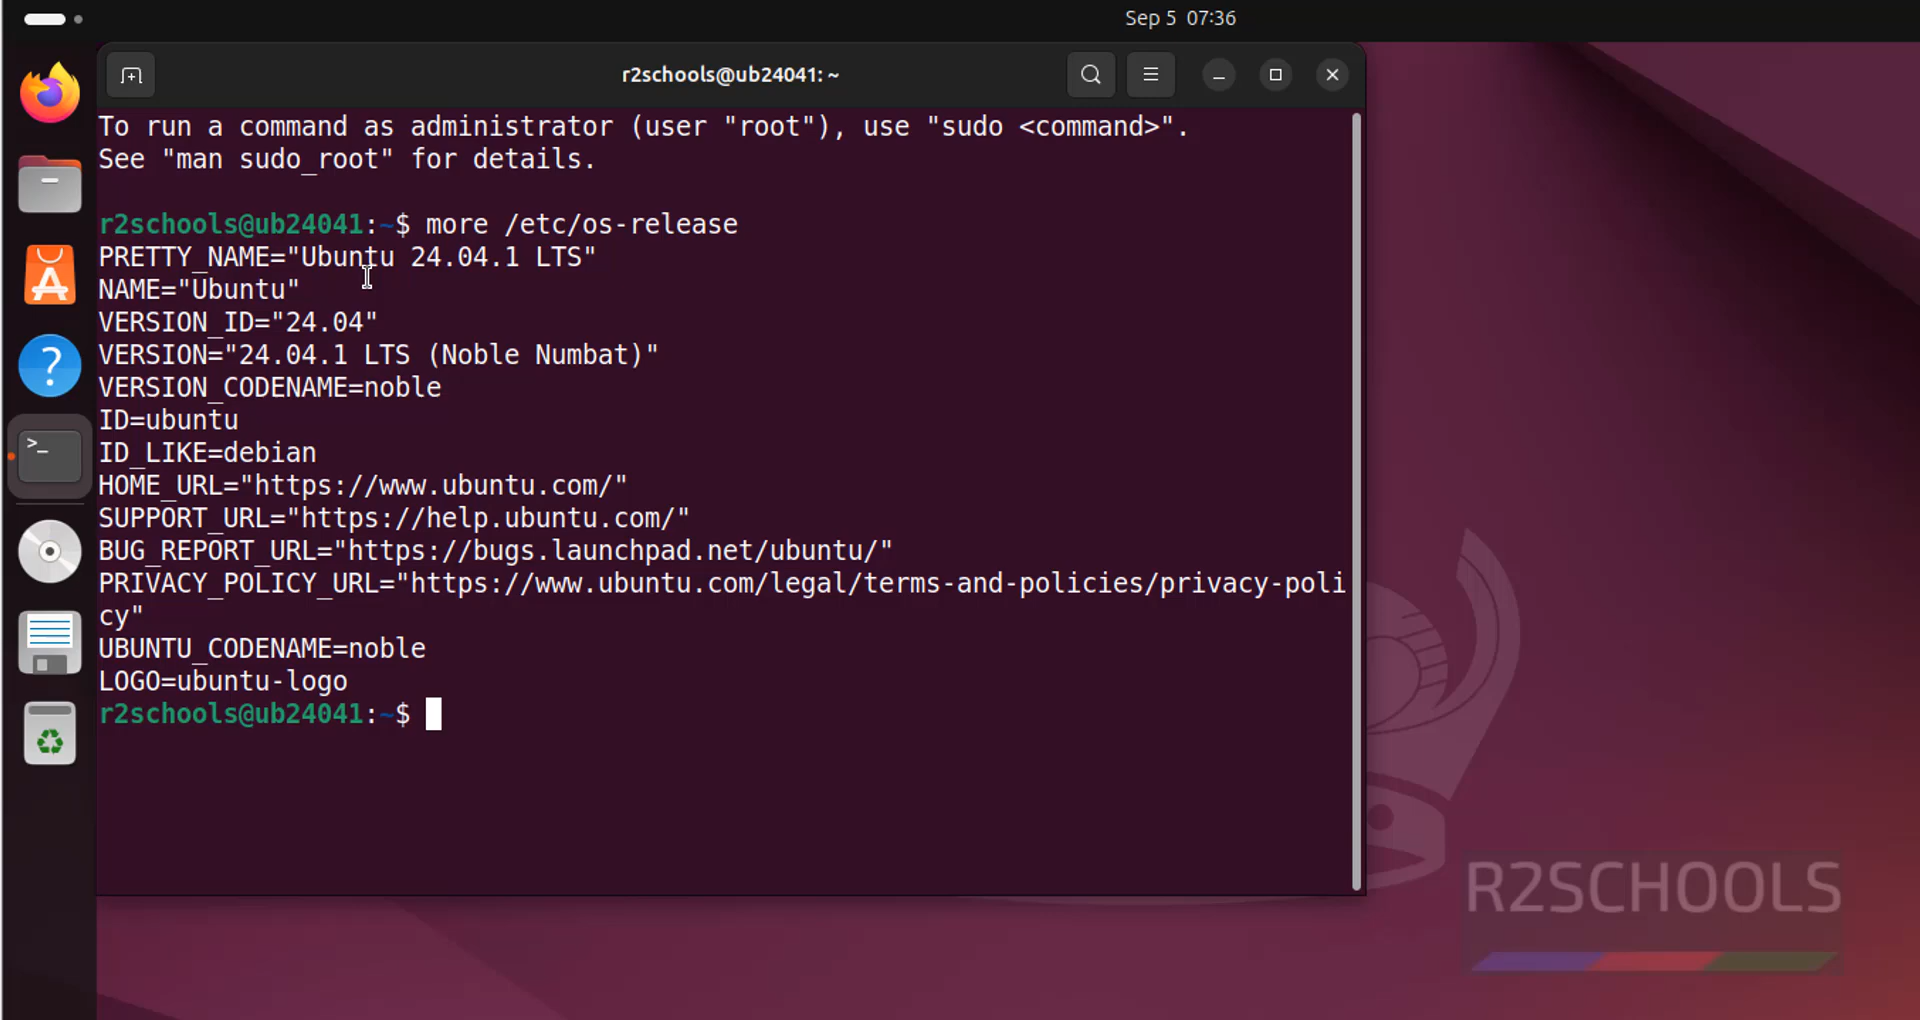 Sep 5 07:36
r2schools@ub24041: ~
To run a command as administrator (user "root"), use "sudo <command>".
See "man sudo_root" for details.
r2schools@ub24041:~$ more /etc/os-release
PRETTY_NAME="Ubuntu 24.04.1 LTS"
NAME="Ubuntu"
VERSION_ID="24.04"
VERSION="24.04.1 LTS (Noble Numbat)"
VERSION_CODENAME=noble
ID=ubuntu
ID_LIKE=debian
HOME_URL="https://www.ubuntu.com/"
SUPPORT_URL="https://help.ubuntu.com/"
BUG_REPORT_URL="https://bugs.launchpad.net/ubuntu/"
PRIVACY_POLICY_URL="https://www.ubuntu.com/legal/terms-and-policies/privacy-poli
cy"
UBUNTU_CODENAME=noble
LOGO=ubuntu-logo
r2schools@ub24041:~$
R2SCHOOLS